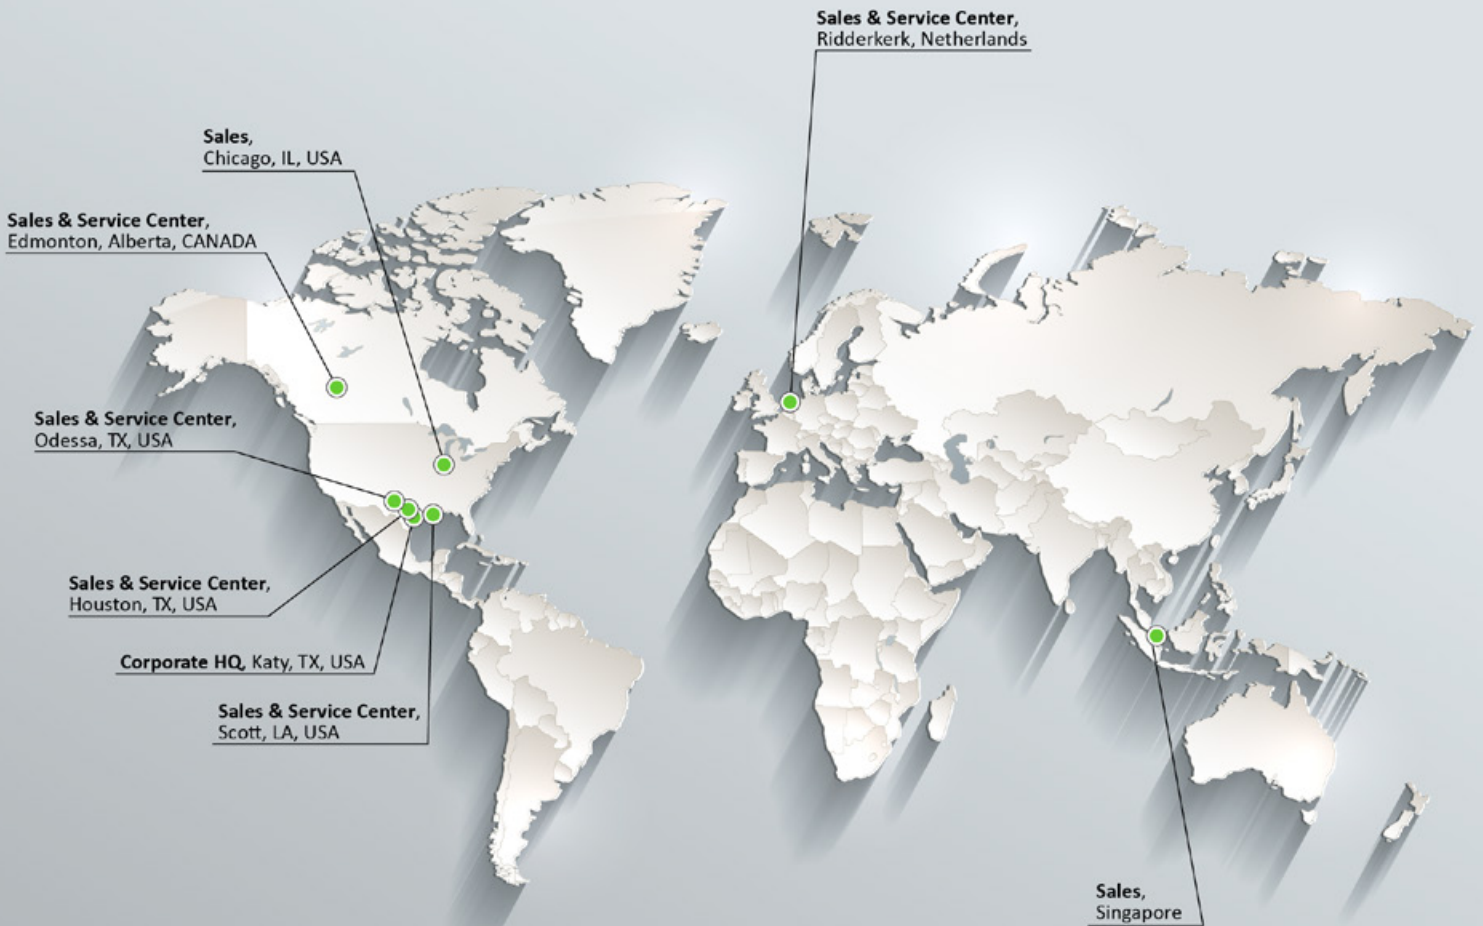 Sales & Service Center,
Ridderkerk, Netherlands
Sales,
Chicago, IL, USA
Sales & Service Center,
Edmonton, Alberta, CANADA
Sales & Service Center,
Odessa, TX, USA
Sales & Service Center,
Houston, TX, USA
Corporate HQ, Katy, TX, USA
Sales & Service Center,
Scott, LA, USA
Sales,
Singapore